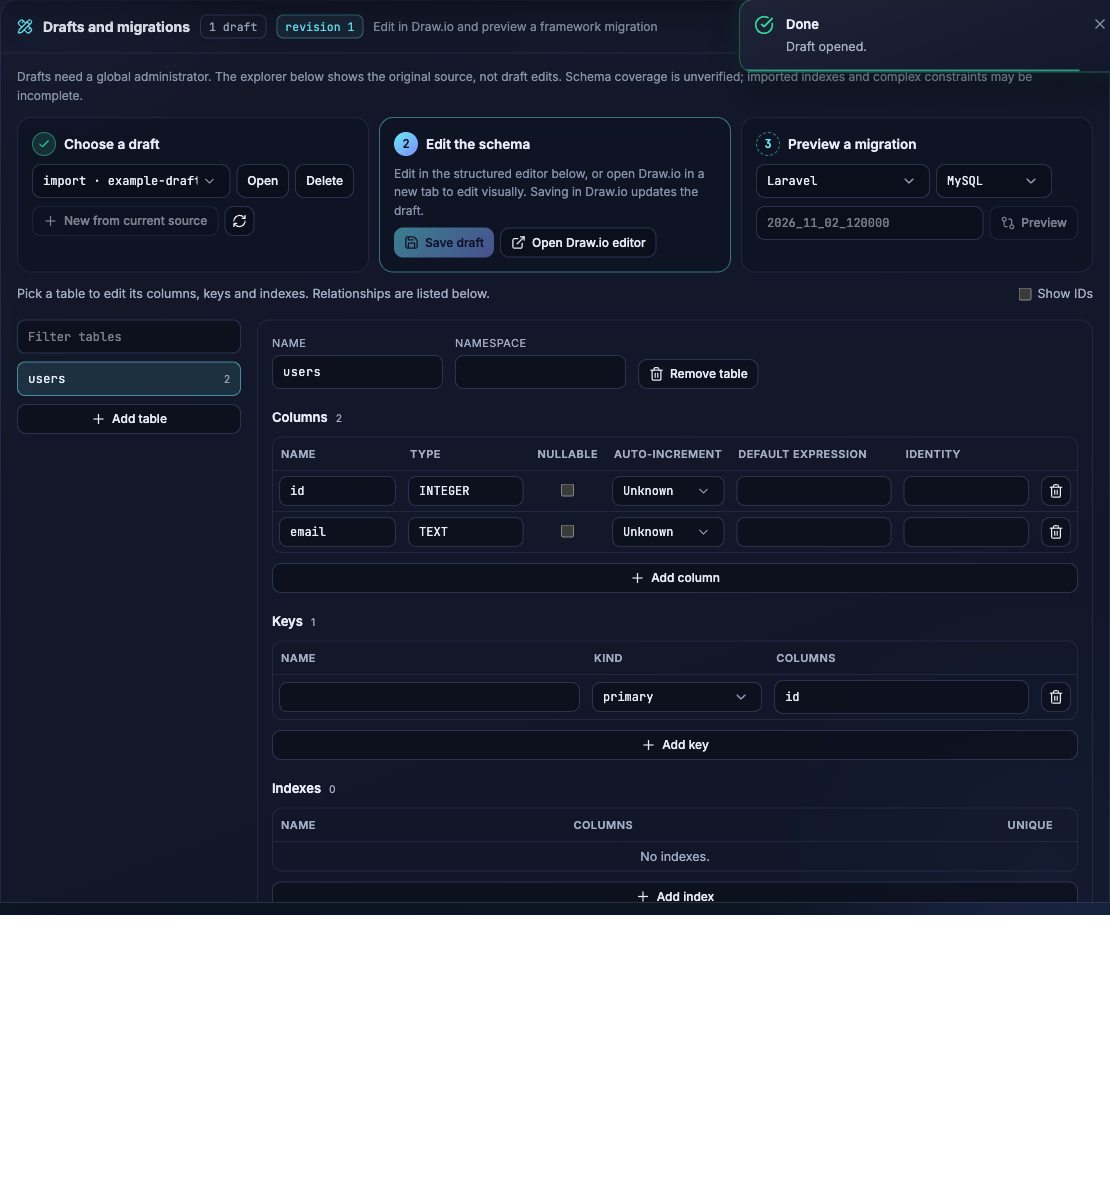 Drafts and migrations 1 draft revision 1 Edit in Draw.io and preview a framework migration
Done
Draft opened.
Drafts need a global administrator. The explorer below shows the original source, not draft edits. Schema coverage is unverified; imported indexes and complex constraints may be
incomplete.
Choose a draft
import · example-draft
Open
Delete
New from current source
2 Edit the schema
Edit in the structured editor below, or open Draw.io in a
new tab to edit visually. Saving in Draw.io updates the
draft.
Save draft
Open Draw.io editor
3 Preview a migration
Laravel
MySQL
2026_11_02_120000
Preview
Pick a table to edit its columns, keys and indexes. Relationships are listed below.
Show IDs
Filter tables
users 2
Add table
NAME NAMESPACE
users
Remove table
Columns 2
NAME TYPE NULLABLE AUTO-INCREMENT DEFAULT EXPRESSION IDENTITY
id INTEGER Unknown
email TEXT Unknown
Add column
Keys 1
NAME KIND COLUMNS
primary id
Add key
Indexes 0
NAME COLUMNS UNIQUE
No indexes.
Add index